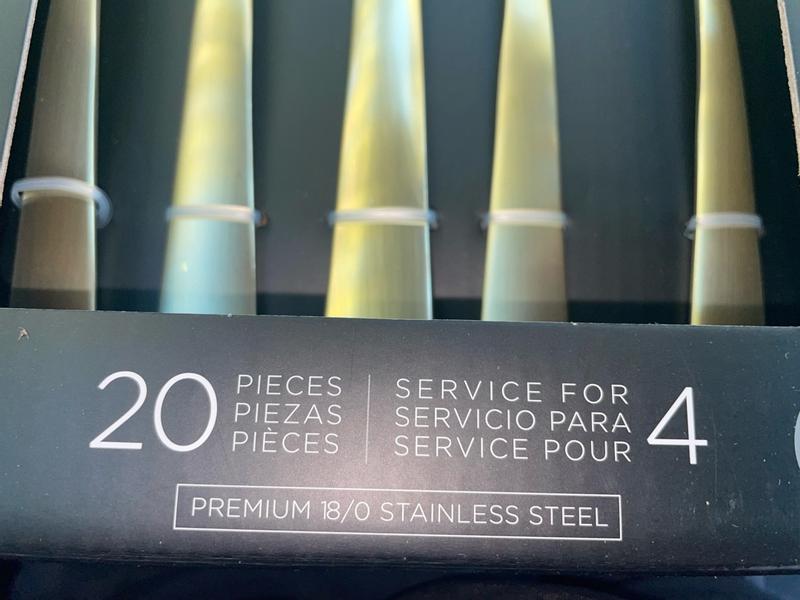 20 PIECES
PIEZAS
PIÈCES
SERVICE FOR
SERVICIO PARA
SERVICE POUR 4
PREMIUM 18/0 STAINLESS STEEL